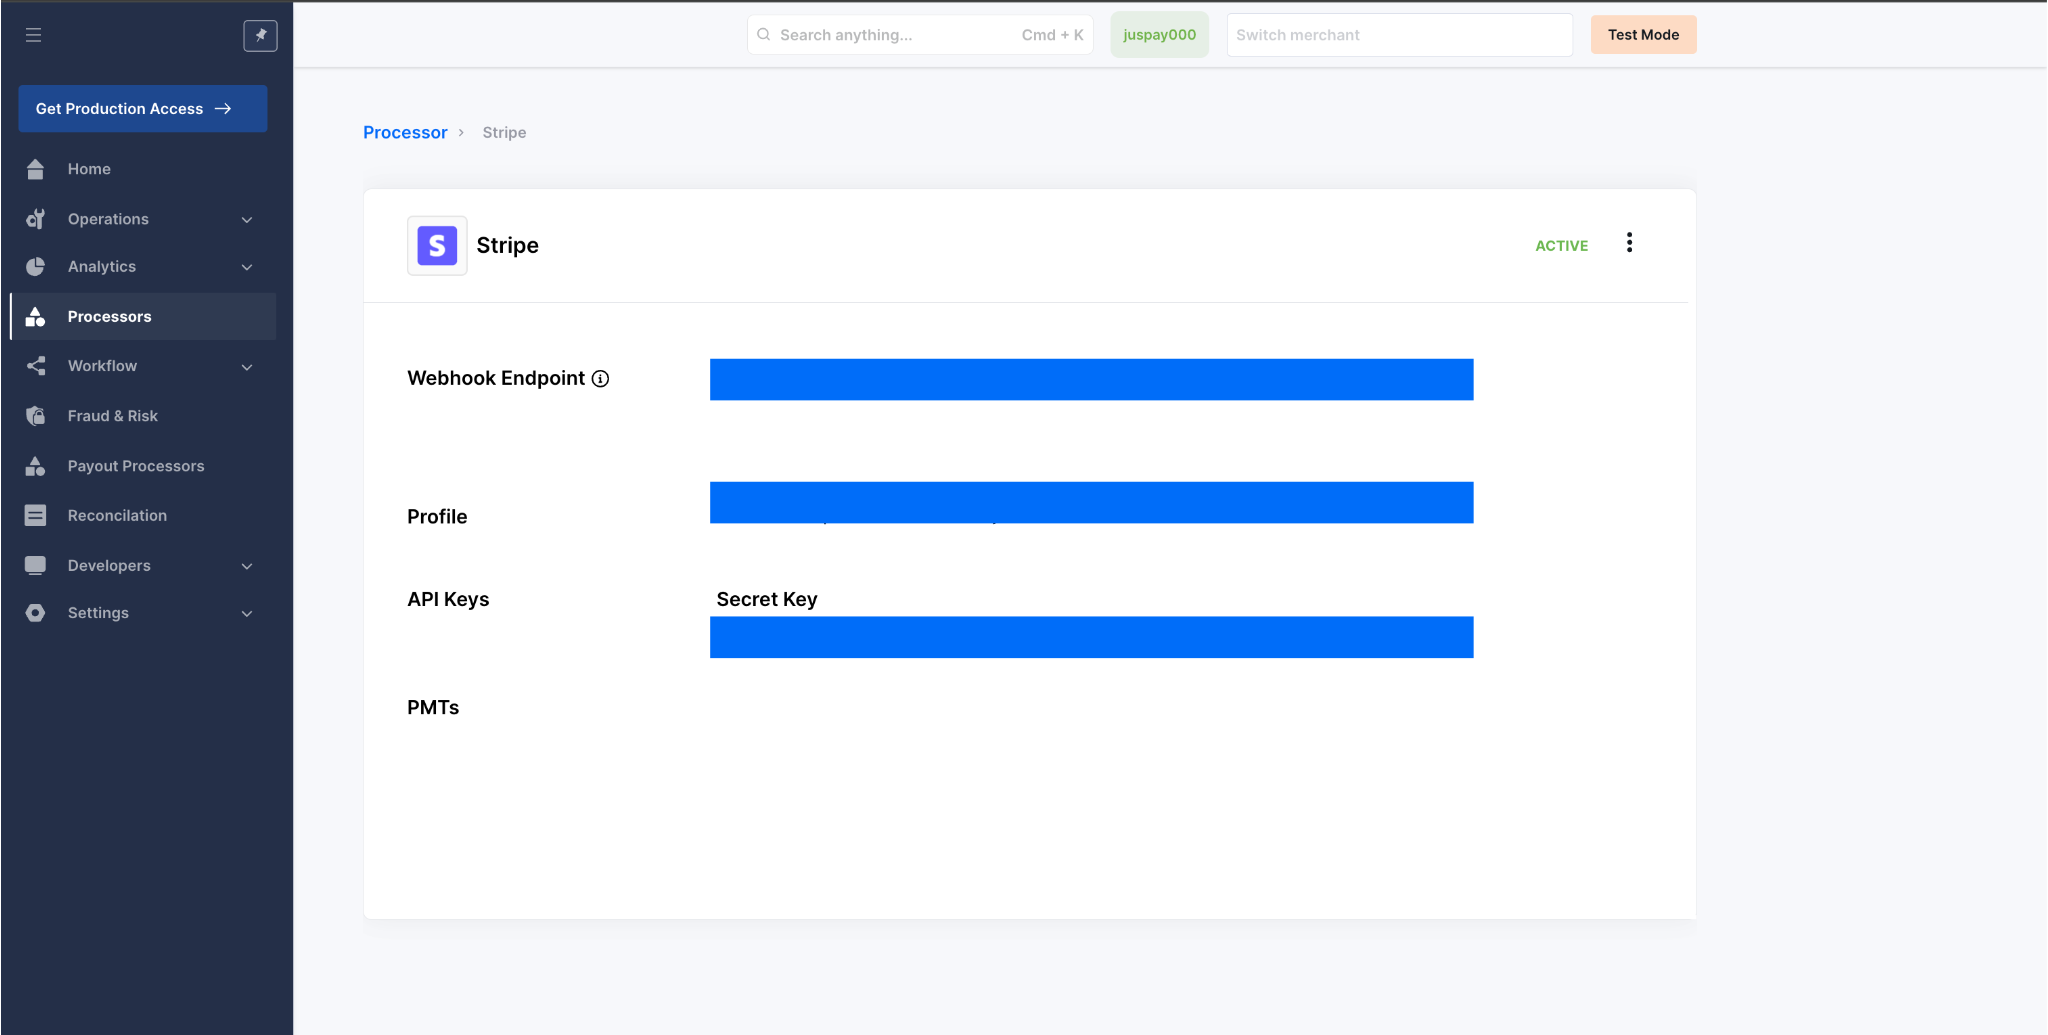 Search anything...
Cmd + K
juspay000
Switch merchant
Test Mode
Get Production Access
Home
Operations
Analytics
Processors
Workflow
Fraud & Risk
Payout Processors
Reconcilation
Developers
Settings
Processor
Stripe
S
Stripe
ACTIVE
Webhook Endpoint
Profile
API Keys
Secret Key
PMTs